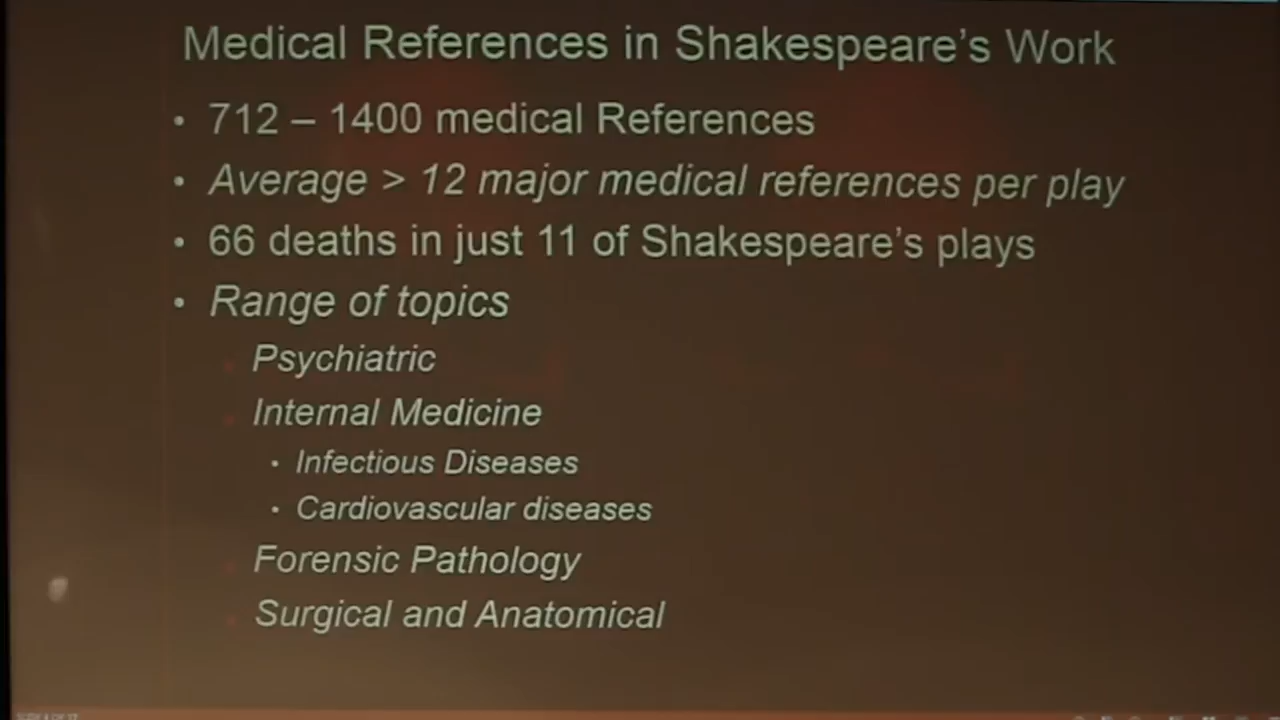 Medical References in Shakespeare's Work
• 712 – 1400 medical References
• Average > 12 major medical references per play
• 66 deaths in just 11 of Shakespeare's plays
• Range of topics
Psychiatric
Internal Medicine
• Infectious Diseases
• Cardiovascular diseases
Forensic Pathology
Surgical and Anatomical